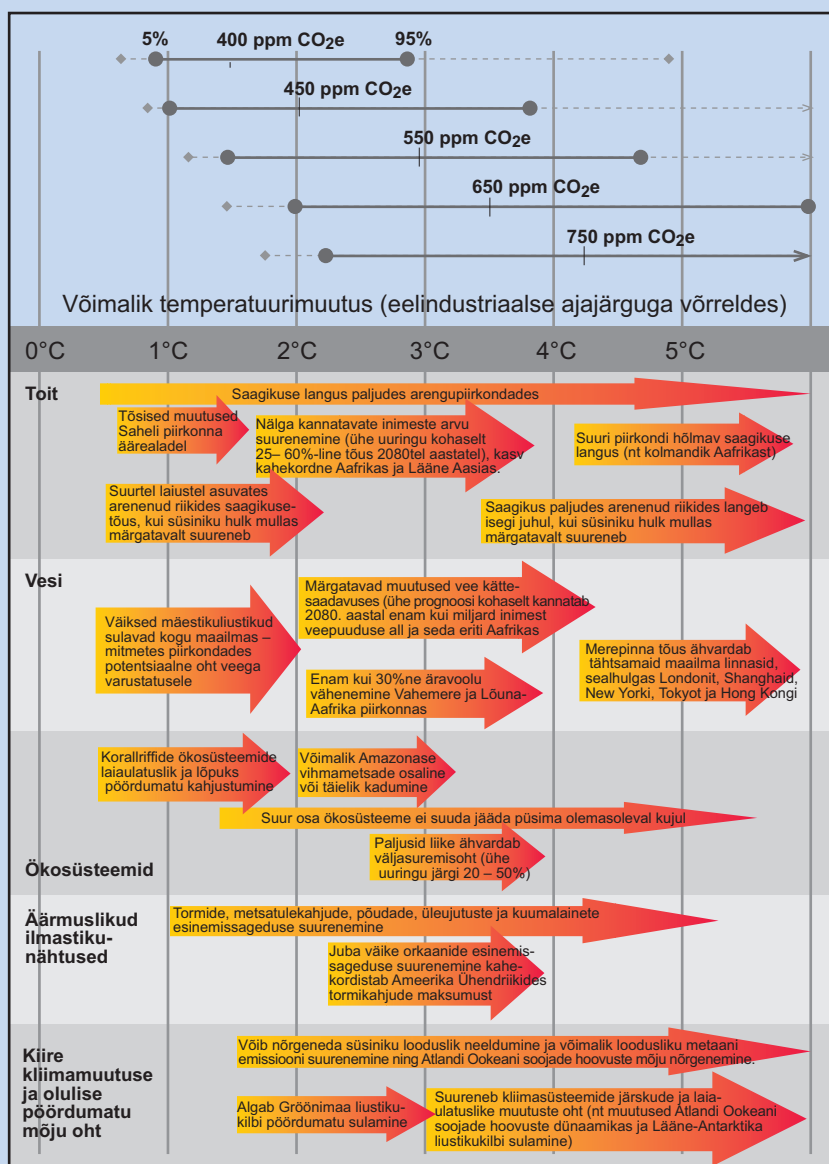 5% 400 ppm CO2e 95%
450 ppm CO2e
550 ppm CO2e
650 ppm CO2e
750 ppm CO2e
Võimalik temperatuurimuutus (eelindustriaalse ajajärguga võrreldes)
0°C 1°C 2°C 3°C 4°C 5°C
Toit
Saagikuse langus paljudes arengupiirkondades
Tõsised muutused
Saheli piirkonna
äärealadel
Nälga kannatavate inimeste arvu
suurenemine (ühe uuringu kohaselt
25– 60%-line tõus 2080tel aastatel), kasv
kahekordne Aafrikas ja Lääne Aasias.
Suuri piirkondi hõlmav saagikuse
langus (nt kolmandik Aafrikast)
Suurtel laiustel asuvates
arenenud riikides saagikuse-
tõus, kui süsiniku hulk mullas
märgatavalt suureneb
Saagikus paljudes arenenud riikides langeb
isegi juhul, kui süsiniku hulk mullas
märgatavalt suureneb
Vesi
Väiksed mäestikuliustikud
sulavad kogu maailmas –
mitmetes piirkondades
potentsiaalne oht veega
varustatusele
Märgatavad muutused vee kätte-
saadavuses (ühe prognoosi kohaselt kannatab
2080. aastal enam kui miljard inimest
veepuuduse all ja seda eriti Aafrikas
Enam kui 30%ne äravoolu
vähenemine Vahemere ja Lõuna-
Aafrika piirkonnas
Merepinna tõus ähvardab
tähtsamaid maailma linnasid,
sealhulgas Londonit, Shanghaid,
New Yorki, Tokyot ja Hong Kongi
Korallriffide ökosüsteemide
laiaulatuslik ja lõpuks
pöördumatu kahjustumine
Võimalik Amazonase
vihmametsade osaline
või täielik kadumine
Suur osa ökosüsteeme ei suuda jääda püsima olemasoleval kujul
Paljusid liike ähvardab
väljasuremisoht (ühe
uuringu järgi 20 – 50%)
Ökosüsteemid
Äärmuslikud
ilmastiku-
nähtused
Tormide, metsatulekahjude, põudade, üleujutuste ja kuumalainete
esinemissageduse suurenemine
Juba väike orkaanide esinemis-
sageduse suurenemine kahe-
kordistab Ameerika Ühendriikides
tormikahjude maksumust
Kiire
kliimamuutuse
ja olulise
pöördumatu
mõju oht
Võib nõrgeneda süsiniku looduslik neeldumine ja võimalik loodusliku metaani
emissiooni suurenemine ning Atlandi Ookeani soojade hoovuste mõju nõrgenemine.
Algab Gröönimaa liustiku-
kilbi pöördumatu sulamine
Suureneb kliimasüsteemide järskude ja laia-
ulatuslike muutuste oht (nt muutused Atlandi Ookeani
soojade hoovuste dünaamikas ja Lääne-Antarktika
liustikukilbi sulamine)